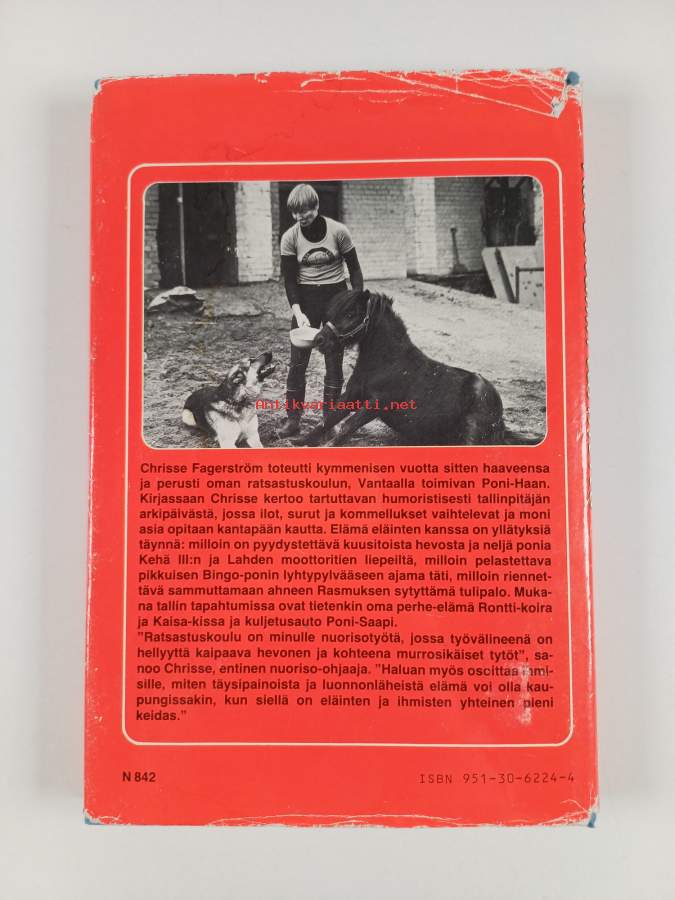 Antikvariaatti.net
Chrisse Fagerström toteutti kymmenisen vuotta sitten haaveensa
ja perusti oman ratsastuskoulun, Vantaalla toimivan Poni-Haan.
Kirjassaan Chrisse kertoo tartuttavan humoristisesti tallinpitäjän
arkipäivästä, jossa ilot, surut ja kommellukset vaihtelevat ja moni
asia opitaan kantapään kautta. Elämä eläinten kanssa on yllätyksiä
täynnä: milloin on pyydystettävä kuusitoista hevosta ja neljä ponia
Kehä III:n ja Lahden moottoritien liepeiltä, milloin pelastettava
pikkuisen Bingo-ponin lyhtypylvääseen ajama täti, milloin riennet-
tävä sammuttamaan ahneen Rasmuksen sytyttämä tulipalo. Muka-
na tallin tapahtumissa ovat tietenkin oma perhe-elämä Rontti-koira
ja Kaisa-kissa ja kuljetusauto Poni-Saapi.
"Ratsastuskoulu on minulle nuorisotyötä, jossa työvälineenä on
hellyyttä kaipaava hevonen ja kohteena murrosikäiset tytöt", sa-
noo Chrisse, entinen nuoriso-ohjaaja. "Haluan myös osoittaa ihmi-
sille, miten täysipainoista ja luonnonläheistä elämä voi olla kau-
pungissakin, kun siellä on eläinten ja ihmisten yhteinen pieni
keidas."
N 842
ISBN 951-30-6224-4